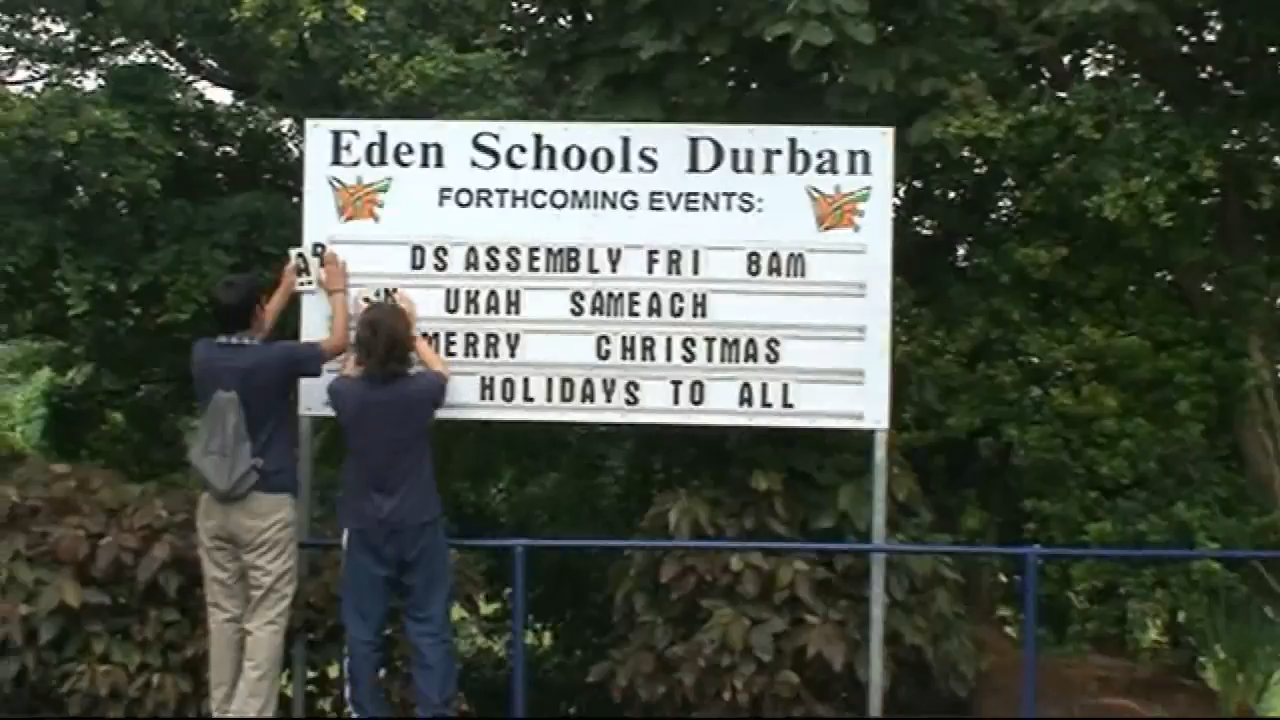 Eden Schools Durban
FORTHCOMING EVENTS:
DS ASSEMBLY FRI 8AM
UKAH SAMEACH
MERRY CHRISTMAS
HOLIDAYS TO ALL